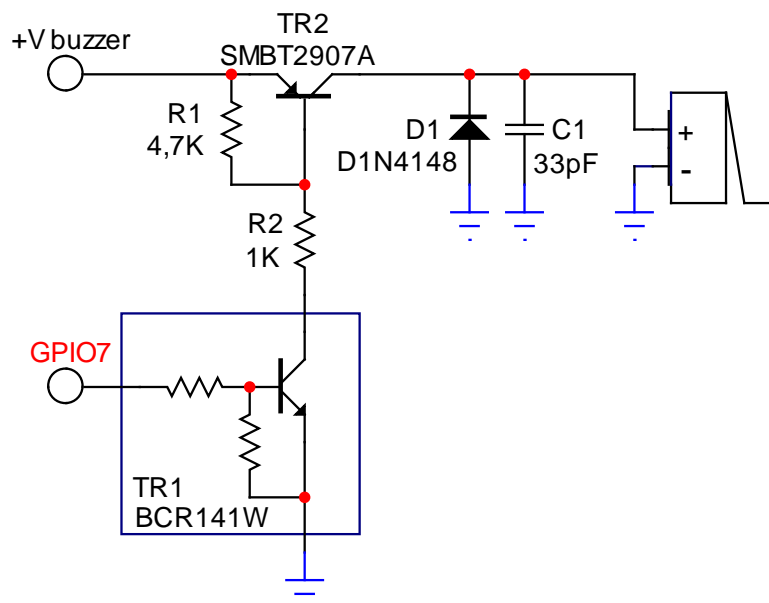 +V buzzer
TR2
SMBT2907A
R1
4,7K
D1
D1N4148
C1
33pF
+
-
R2
1K
GPIO7
TR1
BCR141W